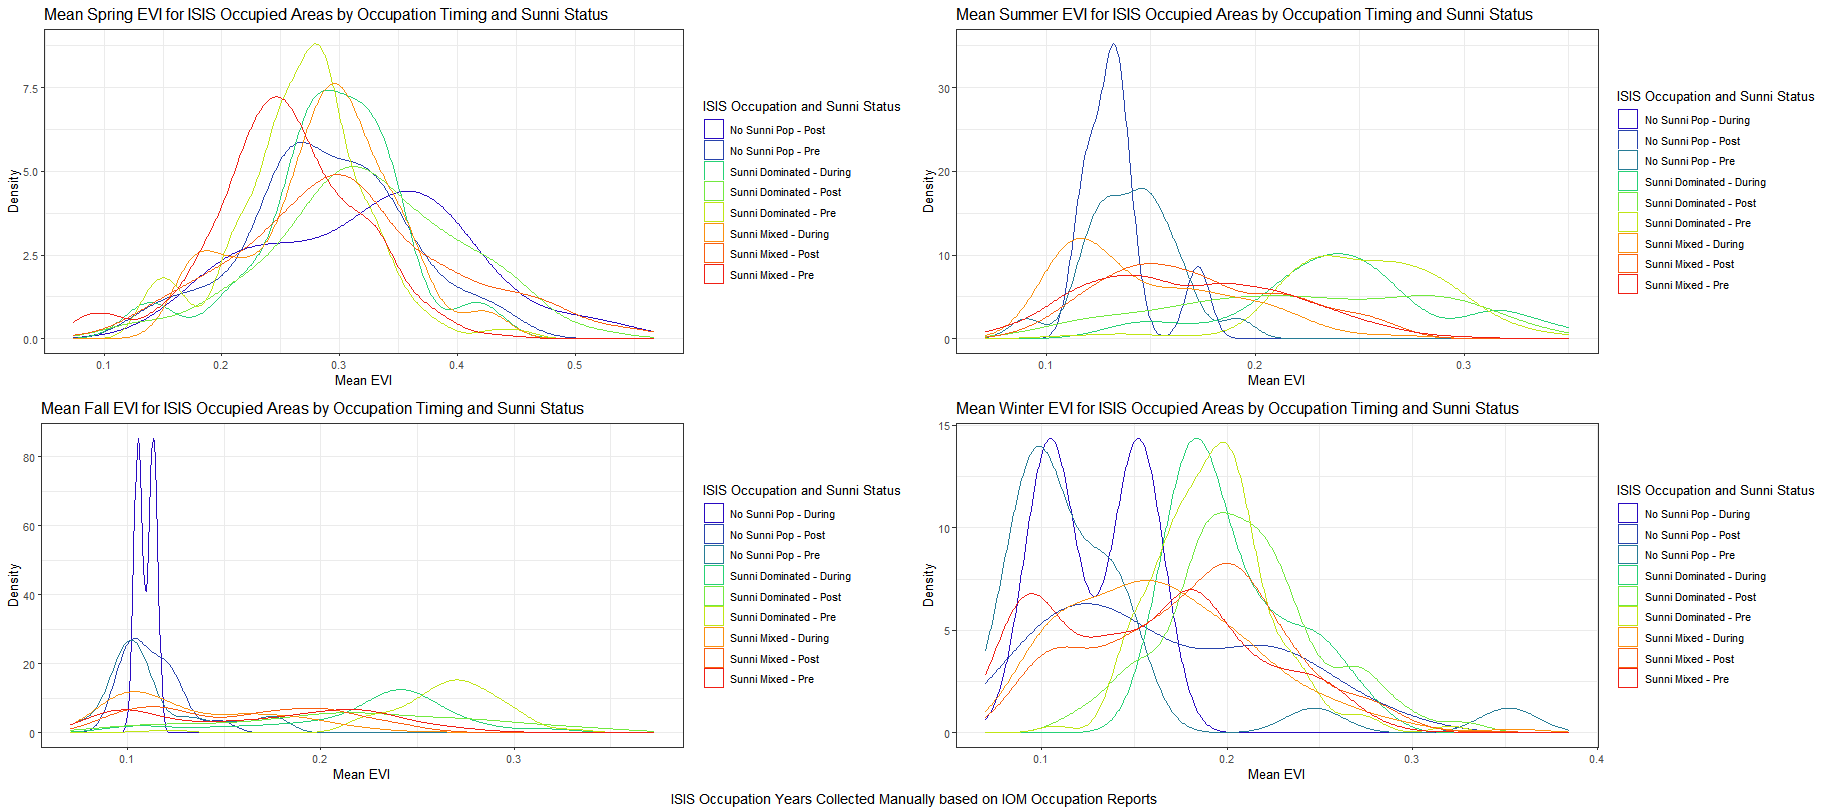 Mean Spring EVI for ISIS Occupied Areas by Occupation Timing and Sunni Status
7.5
5.0
2.5
0.0
Density
0.1 0.2 0.3 0.4 0.5
Mean EVI
ISIS Occupation and Sunni Status
No Sunni Pop - Post
No Sunni Pop - Pre
Sunni Dominated - During
Sunni Dominated - Post
Sunni Dominated - Pre
Sunni Mixed - During
Sunni Mixed - Post
Sunni Mixed - Pre
Mean Summer EVI for ISIS Occupied Areas by Occupation Timing and Sunni Status
30
20
10
0
Density
0.1 0.2 0.3
Mean EVI
ISIS Occupation and Sunni Status
No Sunni Pop - During
No Sunni Pop - Post
No Sunni Pop - Pre
Sunni Dominated - During
Sunni Dominated - Post
Sunni Dominated - Pre
Sunni Mixed - During
Sunni Mixed - Post
Sunni Mixed - Pre
Mean Fall EVI for ISIS Occupied Areas by Occupation Timing and Sunni Status
80
60
40
20
0
Density
0.1 0.2 0.3
Mean EVI
ISIS Occupation and Sunni Status
No Sunni Pop - During
No Sunni Pop - Post
No Sunni Pop - Pre
Sunni Dominated - During
Sunni Dominated - Post
Sunni Dominated - Pre
Sunni Mixed - During
Sunni Mixed - Post
Sunni Mixed - Pre
Mean Winter EVI for ISIS Occupied Areas by Occupation Timing and Sunni Status
15
10
5
0
Density
0.1 0.2 0.3 0.4
Mean EVI
ISIS Occupation and Sunni Status
No Sunni Pop - During
No Sunni Pop - Post
No Sunni Pop - Pre
Sunni Dominated - During
Sunni Dominated - Post
Sunni Dominated - Pre
Sunni Mixed - During
Sunni Mixed - Post
Sunni Mixed - Pre
ISIS Occupation Years Collected Manually based on IOM Occupation Reports